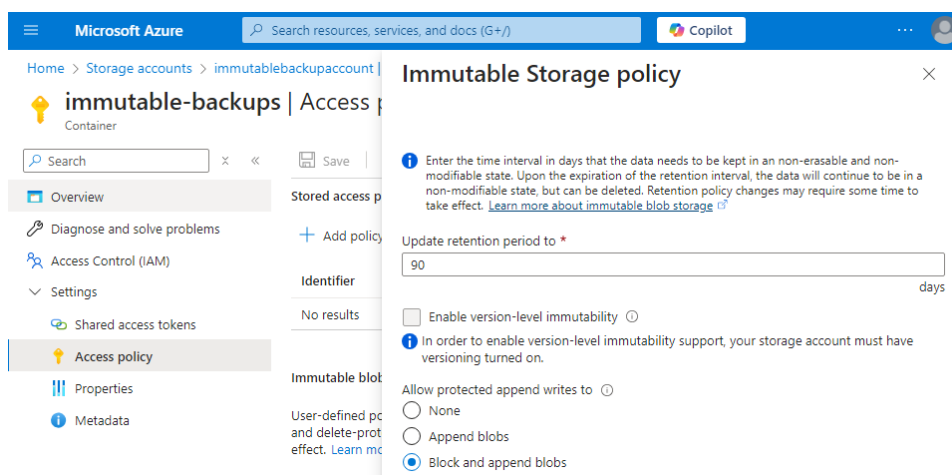 Microsoft Azure
Search resources, services, and docs (G+/)
Copilot
Home > Storage accounts > immutablebackupaccount |
immutable-backups | Access
Container
Search
Overview
Diagnose and solve problems
Access Control (IAM)
Settings
Shared access tokens
Access policy
Properties
Metadata
Save
Stored access p
Add policy
Identifier
No results
Immutable blob
User-defined po
and delete-prot
effect. Learn mo
Immutable Storage policy
Enter the time interval in days that the data needs to be kept in an non-erasable and non-
modifiable state. Upon the expiration of the retention interval, the data will continue to be in a
non-modifiable state, but can be deleted. Retention policy changes may require some time to
take effect. Learn more about immutable blob storage
Update retention period to *
90
days
Enable version-level immutability
In order to enable version-level immutability support, your storage account must have
versioning turned on.
Allow protected append writes to
None
Append blobs
Block and append blobs